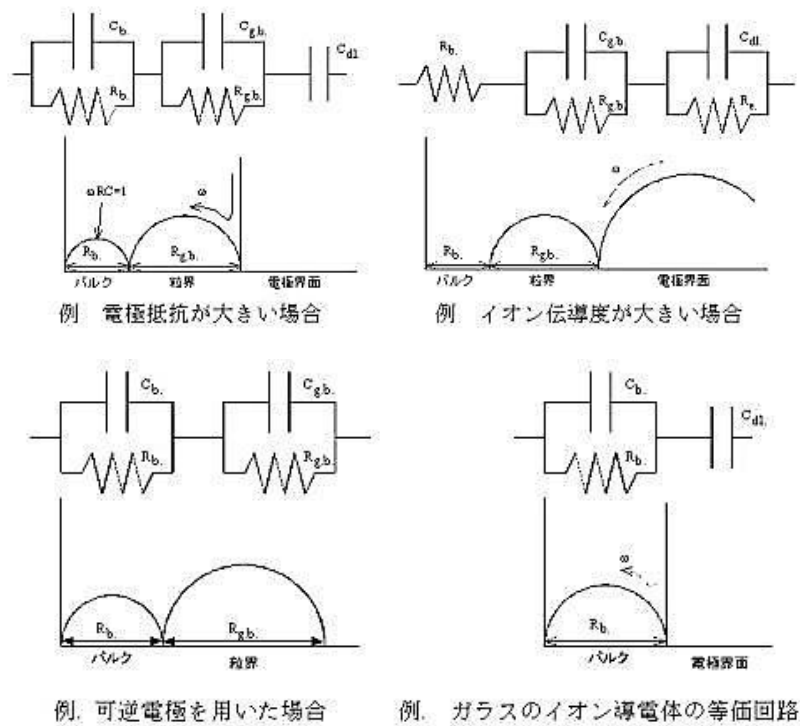 Cb. Cg.b. Cdl
Rb. Rg.b.
ωRC=1 ω
Rb. Rg.b.
バルク 粒界 電極界面
例 電極抵抗が大きい場合
Rb. Cg.b. Cdl.
Rg.b. Re.
ω
Rb. Rg.b.
バルク 粒界 電極界面
例 イオン伝導度が大きい場合
Cb. Cg.b.
Rb. Rg.b.
Rb. Rg.b.
バルク 粒界
例. 可逆電極を用いた場合
Cb. Cdl.
Rb.
ω
Rb.
バルク 電極界面
例. ガラスのイオン導電体の等価回路